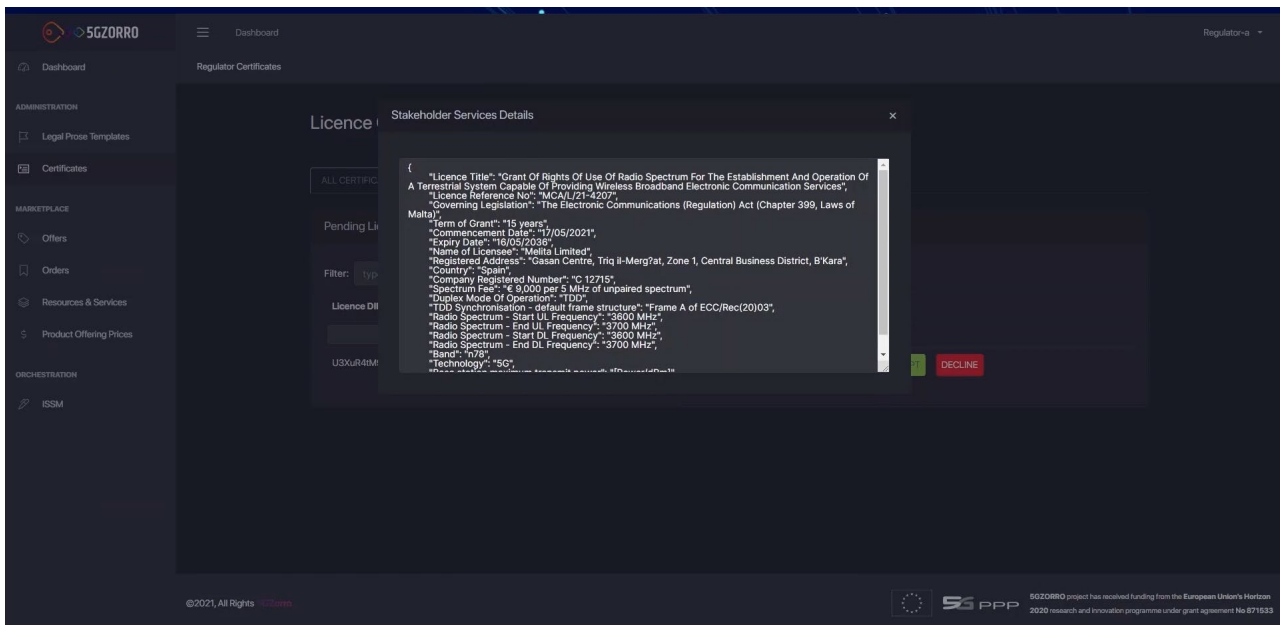 5GZORRO
Dashboard
Regulator-a
Dashboard
Regulator Certificates
ADMINISTRATION
Legal Prose Templates
Certificates
MARKETPLACE
Offers
Orders
Resources & Services
Product Offering Prices
ORCHESTRATION
ISSM
Licence
ALL CERTIFIC
Pending Li
Filter:
Licence DI
U3XuR4tM
Stakeholder Services Details
×
{
"Licence Title": "Grant Of Rights Of Use Of Radio Spectrum For The Establishment And Operation Of
A Terrestrial System Capable Of Providing Wireless Broadband Electronic Communication Services",
"Licence Reference No": "MCA/L/21-4207",
"Governing Legislation": "The Electronic Communications (Regulation) Act (Chapter 399, Laws of
Malta)",
"Term of Grant": "15 years",
"Commencement Date": "17/05/2021",
"Expiry Date": "16/05/2036",
"Name of Licensee": "Melita Limited",
"Registered Address": "Gasan Centre, Triq il-Merg?at, Zone 1, Central Business District, B'Kara",
"Country": "Spain",
"Company Registered Number": "C 12715",
"Spectrum Fee": "€ 9,000 per 5 MHz of unpaired spectrum",
"Duplex Mode Of Operation": "TDD",
"TDD Synchronisation - default frame structure": "Frame A of ECC/Rec(20)03",
"Radio Spectrum - Start UL Frequency": "3600 MHz",
"Radio Spectrum - End UL Frequency": "3700 MHz",
"Radio Spectrum - Start DL Frequency": "3600 MHz",
"Radio Spectrum - End DL Frequency": "3700 MHz",
"Band": "n78",
"Technology": "5G",
"Base station maximum transmit power": "[Power/dBm]"
DECLINE
©2021, All Rights 5GZorro
5G PPP
5GZORRO project has received funding from the European Union's Horizon
2020 research and innovation programme under grant agreement No 871533